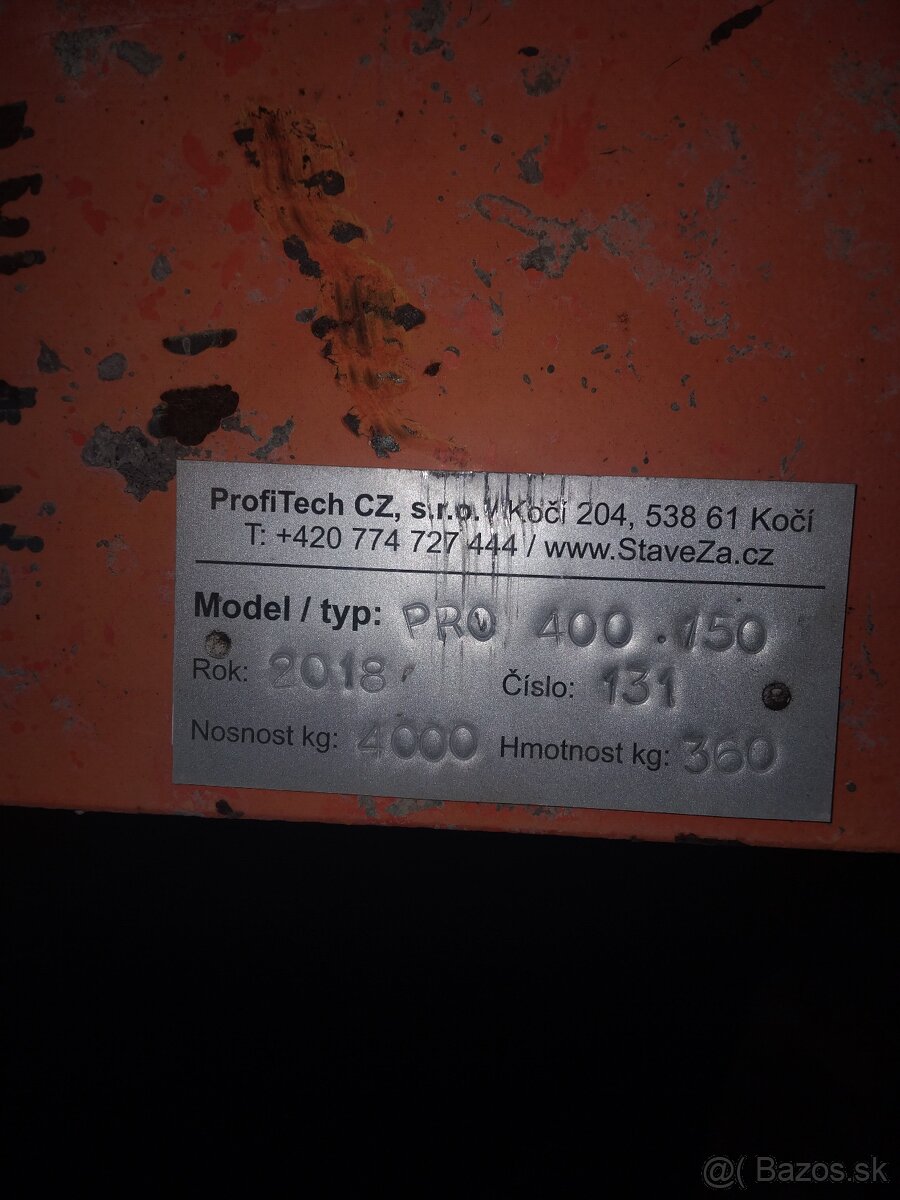 ProfiTech CZ, s.r.o. / Kočí 204, 538 61 Kočí
T: +420 774 727 444 / www.StaveZa.cz
Model / typ: PRO 400.150
Rok: 2018 Číslo: 131
Nosnost kg: 4000 Hmotnost kg: 360
@( Bazos.sk